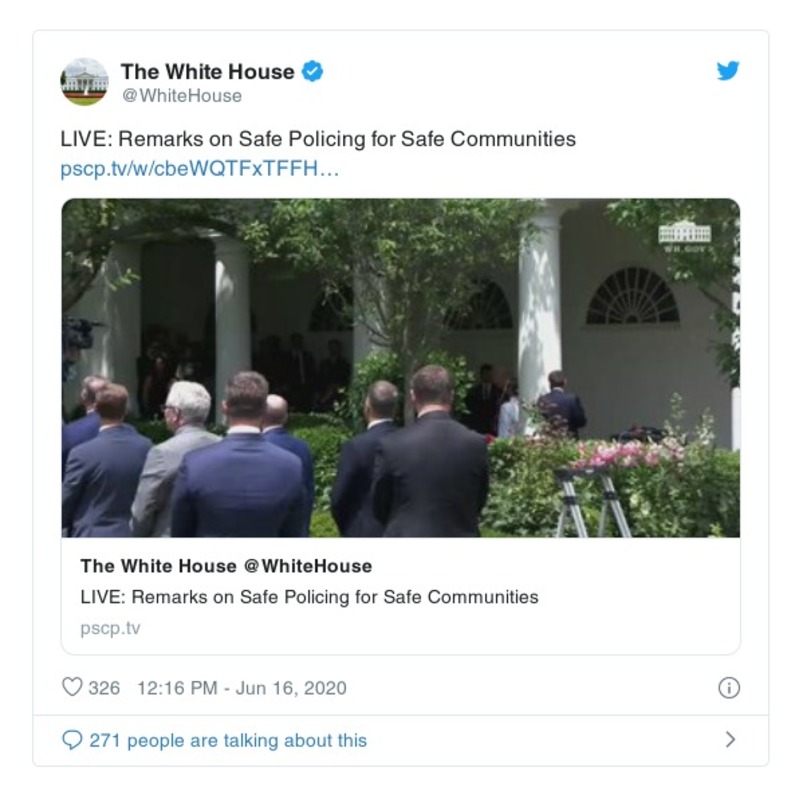 The White House
@WhiteHouse
LIVE: Remarks on Safe Policing for Safe Communities
pscp.tv/w/cbeWQTFxTFFH…
WH.GOV
The White House @WhiteHouse
LIVE: Remarks on Safe Policing for Safe Communities
pscp.tv
326 12:16 PM - Jun 16, 2020
271 people are talking about this